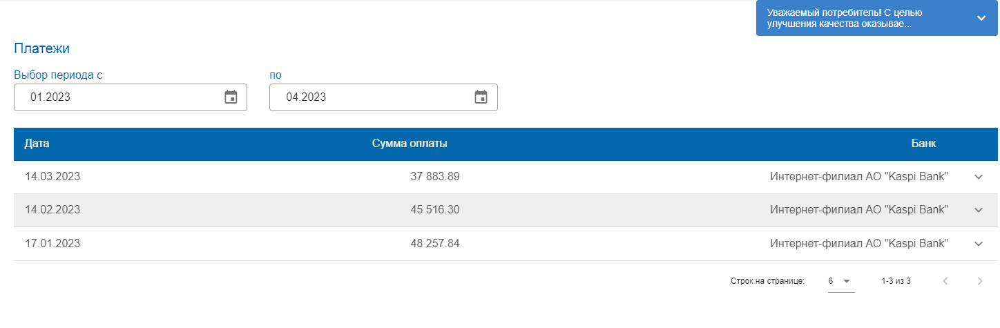 Уважаемый потребитель! С целью
улучшения качества оказывае...
Платежи
Выбор периода с по
01.2023 04.2023
Дата Сумма оплаты Банк
14.03.2023 37 883.89 Интернет-филиал АО "Kaspi Bank"
14.02.2023 45 516.30 Интернет-филиал АО "Kaspi Bank"
17.01.2023 48 257.84 Интернет-филиал АО "Kaspi Bank"
Строк на странице: 6 1-3 из 3